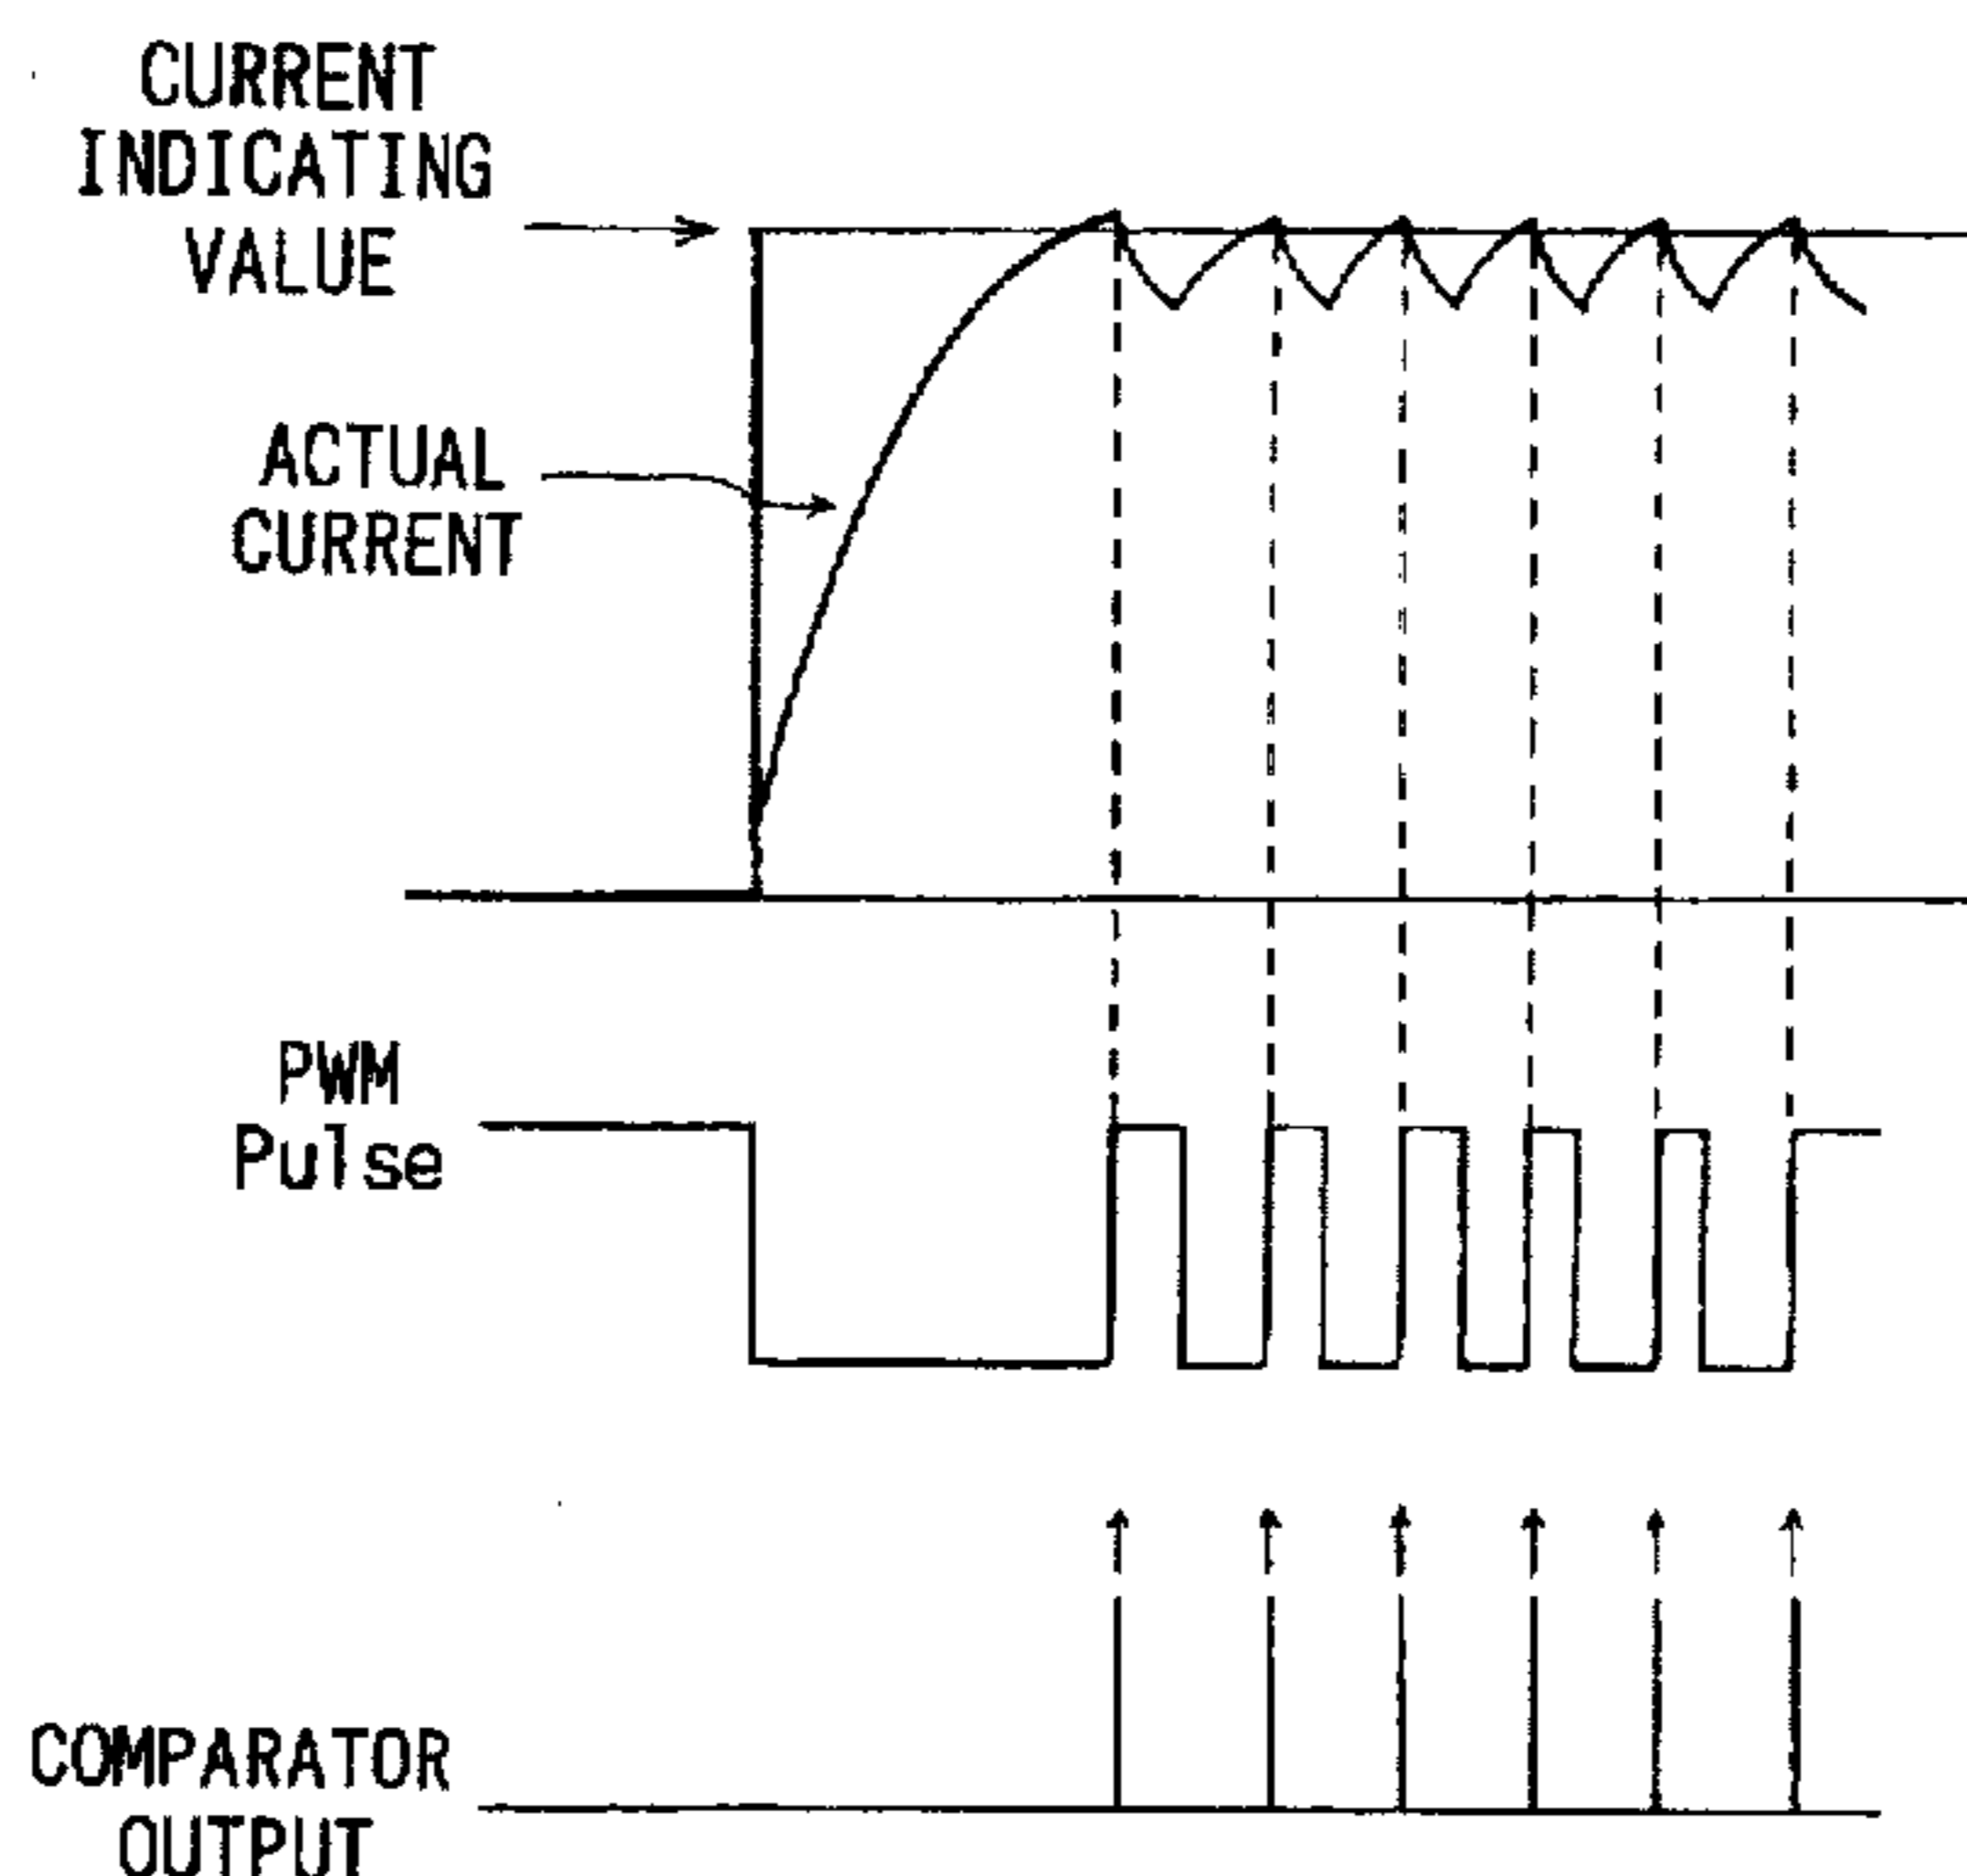 CURRENT
INDICATING
VALUE
ACTUAL
CURRENT
PWM
Pulse
COMPARATOR
OUTPUT